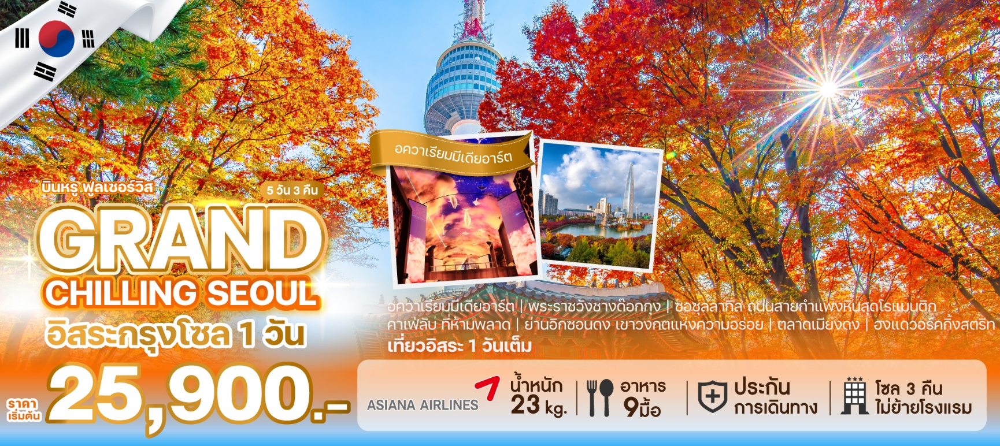 บินหรู ฟูลเซอร์วิส
5 วัน 3 คืน
GRAND
CHILLING SEOUL
อิสระกรุงโซล 1 วัน
ราคา
เริ่มต้น
25,900.-
อควาเรียมมีเดียอาร์ต
อควาเรียมมีเดียอาร์ต | พระราชวังชางด๊อกกุง | ซอซุลลากิล ถนนสายกำแพงหินสุดโรแมนติก
คาเฟ่ลับ ที่ห้ามพลาด | ย่านอิกซอนดง เขาวงกตแห่งความอร่อย | ตลาดเมียงดง | ฮงแดวอร์คกิ้งสตรีท
เที่ยวอิสระ 1 วันเต็ม
ASIANA AIRLINES
น้ำหนัก
23 kg.
อาหาร
9มื้อ
ประกัน
การเดินทาง
โซล 3 คืน
ไม่ย้ายโรงแรม